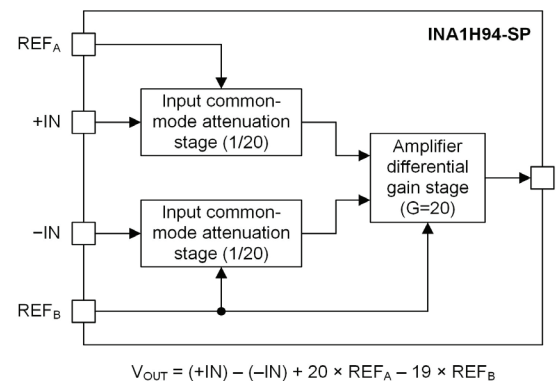 INA1H94-SP
REFA
+IN
Input common-
mode attenuation
stage (1/20)
Amplifier
differential
gain stage
(G=20)
−IN
Input common-
mode attenuation
stage (1/20)
REFB
VOUT = (+IN) − (−IN) + 20 × REFA − 19 × REFB